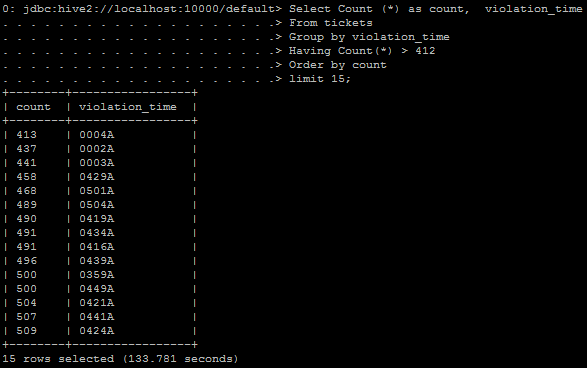 0: jdbc:hive2://localhost:10000/default> Select Count (*) as count,  violation_time
. . . . . . . . . . . . . . . . . . . .> From tickets
. . . . . . . . . . . . . . . . . . . .> Group by violation_time
. . . . . . . . . . . . . . . . . . . .> Having Count(*) > 412
. . . . . . . . . . . . . . . . . . . .> Order by count
. . . . . . . . . . . . . . . . . . . .> limit 15;
+--------+-----------------+
| count  | violation_time  |
+--------+-----------------+
| 413    | 0004A           |
| 437    | 0002A           |
| 441    | 0003A           |
| 458    | 0429A           |
| 468    | 0501A           |
| 489    | 0504A           |
| 490    | 0419A           |
| 491    | 0434A           |
| 491    | 0416A           |
| 496    | 0439A           |
| 500    | 0359A           |
| 500    | 0449A           |
| 504    | 0421A           |
| 507    | 0441A           |
| 509    | 0424A           |
+--------+-----------------+
15 rows selected (133.781 seconds)